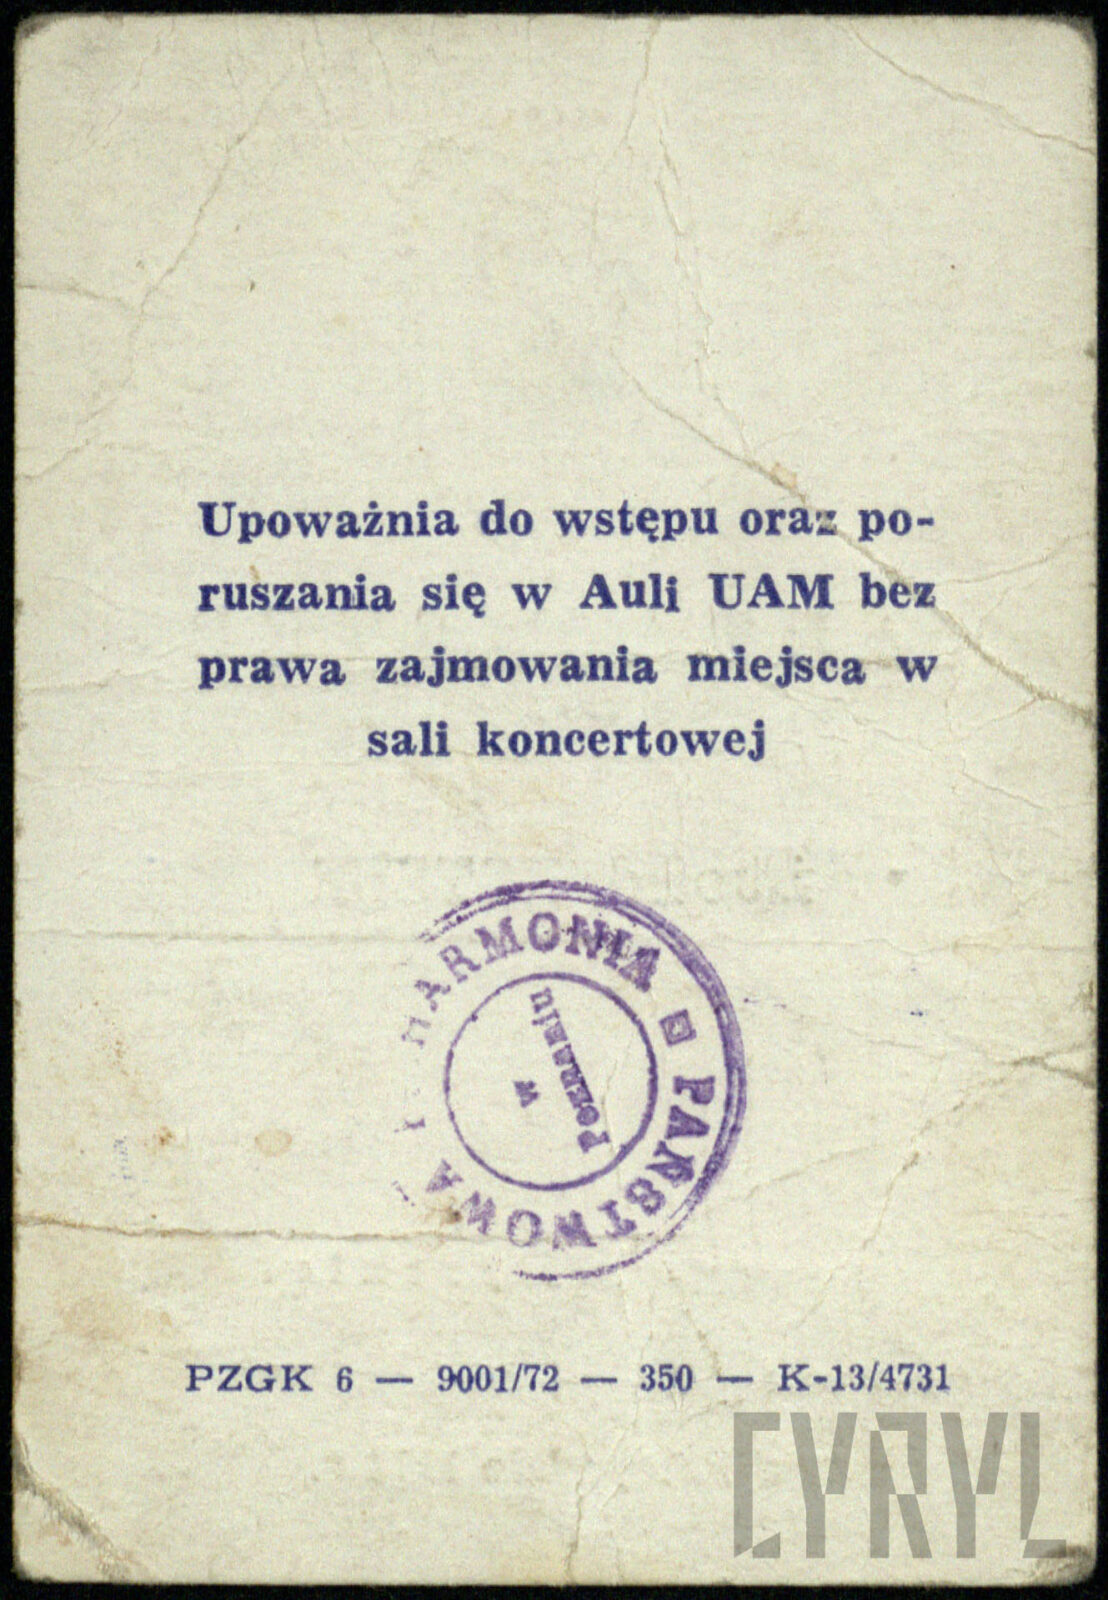 Upoważnia do wstępu oraz po-
ruszania się w Auli UAM bez
prawa zajmowania miejsca w
sali koncertowej
HARMONIA PAŃSTWOWA
w
Poznaniu
PZGK 6 — 9001/72 — 350 — K-13/4731
CYRYL